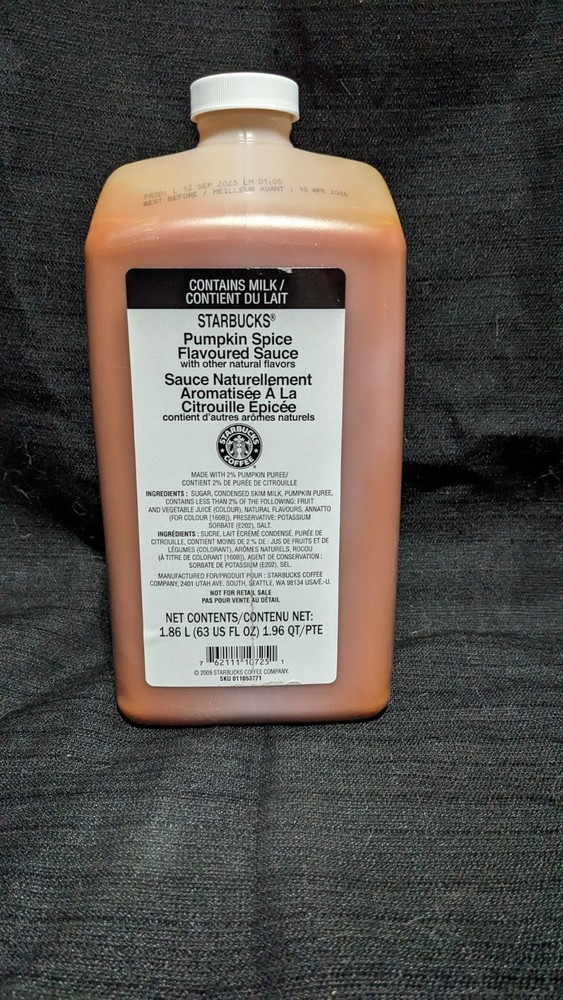 PROD: L 12 SEP 2025 LM 01:05
BEST BEFORE / MEILLEUR AVANT : 10 APR 2026
CONTAINS MILK /
CONTIENT DU LAIT
STARBUCKS®
Pumpkin Spice
Flavoured Sauce
with other natural flavors
Sauce Naturellement
Aromatisée À La
Citrouille Épicée
contient d'autres arômes naturels
STARBUCKS
COFFEE
MADE WITH 2% PUMPKIN PUREE/
CONTIENT 2% DE PURÉE DE CITROUILLE
INGREDIENTS : SUGAR, CONDENSED SKIM MILK, PUMPKIN PUREE,
CONTAINS LESS THAN 2% OF THE FOLLOWING: FRUIT
AND VEGETABLE JUICE (COLOUR), NATURAL FLAVOURS, ANNATTO
(FOR COLOUR [160B]), PRESERVATIVE: POTASSIUM
SORBATE (E202), SALT.
INGRÉDIENTS : SUCRE, LAIT ÉCRÉMÉ CONDENSÉ, PURÉE DE
CITROUILLE, CONTIENT MOINS DE 2 % DE : JUS DE FRUITS ET DE
LÉGUMES (COLORANT), ARÔMES NATURELS, ROCOU
(À TITRE DE COLORANT [160B]), AGENT DE CONSERVATION :
SORBATE DE POTASSIUM (E202), SEL.
MANUFACTURED FOR/PRODUIT POUR : STARBUCKS COFFEE
COMPANY, 2401 UTAH AVE. SOUTH, SEATTLE, WA 98134 USA/É.-U.
NOT FOR RETAIL SALE
PAS POUR VENTE AU DÉTAIL
NET CONTENTS/CONTENU NET:
1.86 L (63 US FL OZ) 1.96 QT/PTE
7 62111 10725 1
© 2009 STARBUCKS COFFEE COMPANY.
SKU 011053771